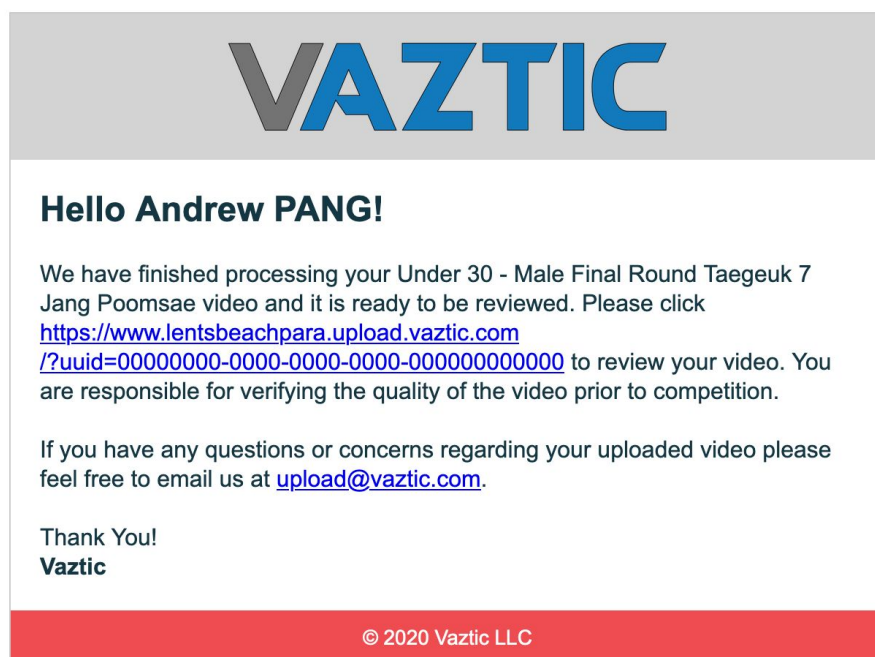 VAZTIC
Hello Andrew PANG!
We have finished processing your Under 30 - Male Final Round Taegeuk 7
Jang Poomsae video and it is ready to be reviewed. Please click
https://www.lentsbeachpara.upload.vaztic.com
/?uuid=00000000-0000-0000-0000-000000000000 to review your video. You
are responsible for verifying the quality of the video prior to competition.
If you have any questions or concerns regarding your uploaded video please
feel free to email us at upload@vaztic.com.
Thank You!
Vaztic
© 2020 Vaztic LLC